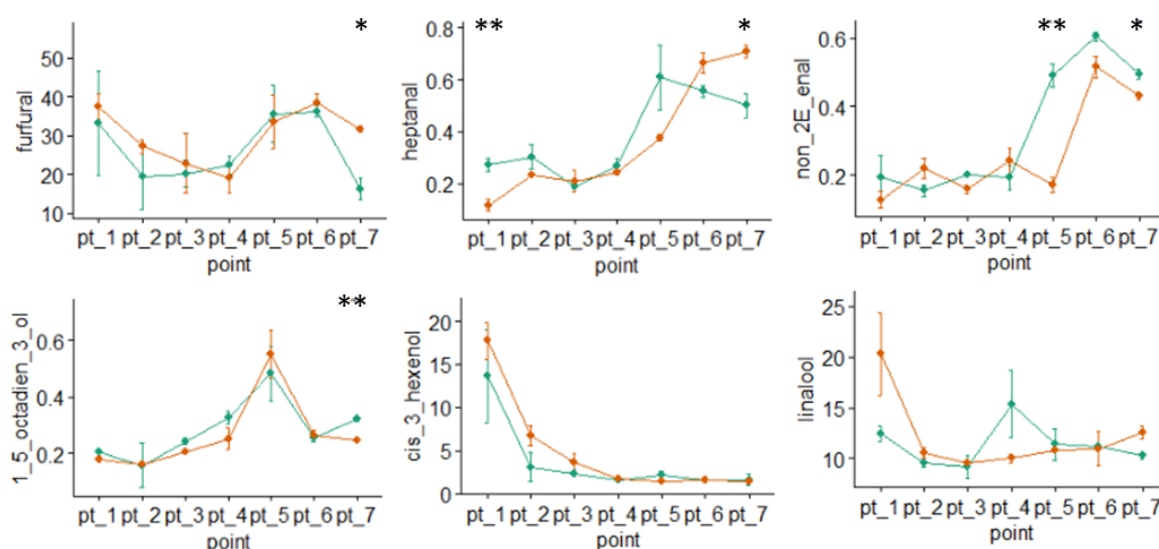 *
furfural
50
40
30
20
10
pt_1 pt_2 pt_3 pt_4 pt_5 pt_6 pt_7
point
** *
heptanal
0.8
0.6
0.4
0.2
pt_1 pt_2 pt_3 pt_4 pt_5 pt_6 pt_7
point
** *
non_2E_enal
0.6
0.4
0.2
pt_1 pt_2 pt_3 pt_4 pt_5 pt_6 pt_7
point
**
1_5_octadien_3_ol
0.6
0.4
0.2
pt_1 pt_2 pt_3 pt_4 pt_5 pt_6 pt_7
point
cis_3_hexenol
20
15
10
5
0
pt_1 pt_2 pt_3 pt_4 pt_5 pt_6 pt_7
point
linalool
25
20
15
10
pt_1 pt_2 pt_3 pt_4 pt_5 pt_6 pt_7
point